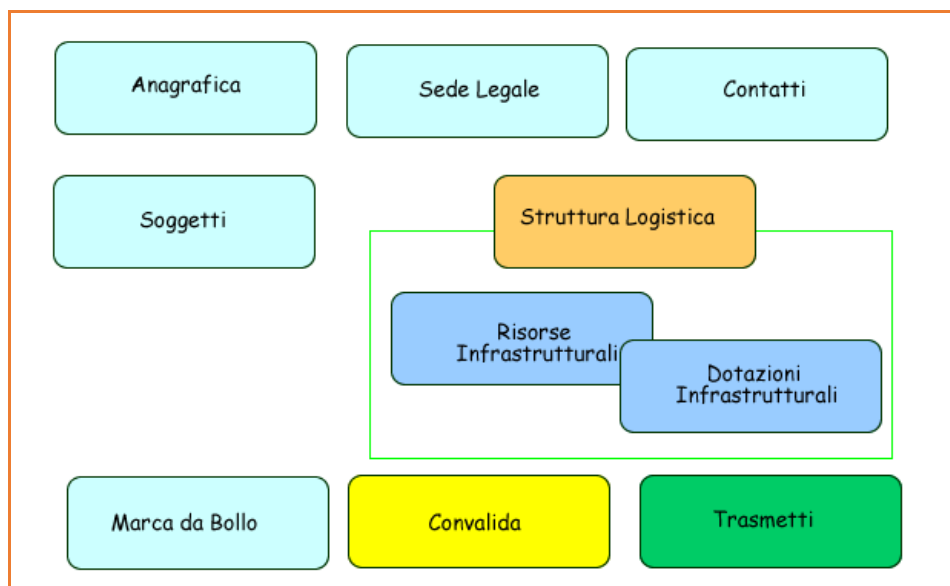 Anagrafica
Sede Legale
Contatti
Soggetti
Struttura Logistica
Risorse
Infrastrutturali
Dotazioni
Infrastrutturali
Marca da Bollo
Convalida
Trasmetti